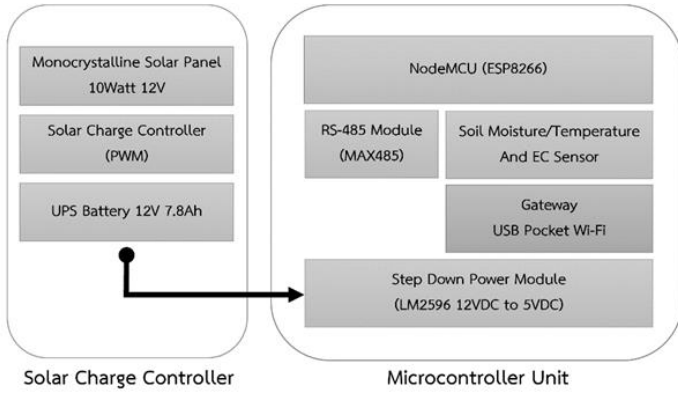 Monocrystalline Solar Panel
10Watt 12V
Solar Charge Controller
(PWM)
UPS Battery 12V 7.8Ah
Solar Charge Controller
NodeMCU (ESP8266)
RS-485 Module
(MAX485)
Soil Moisture/Temperature
And EC Sensor
Gateway
USB Pocket Wi-Fi
Step Down Power Module
(LM2596 12VDC to 5VDC)
Microcontroller Unit